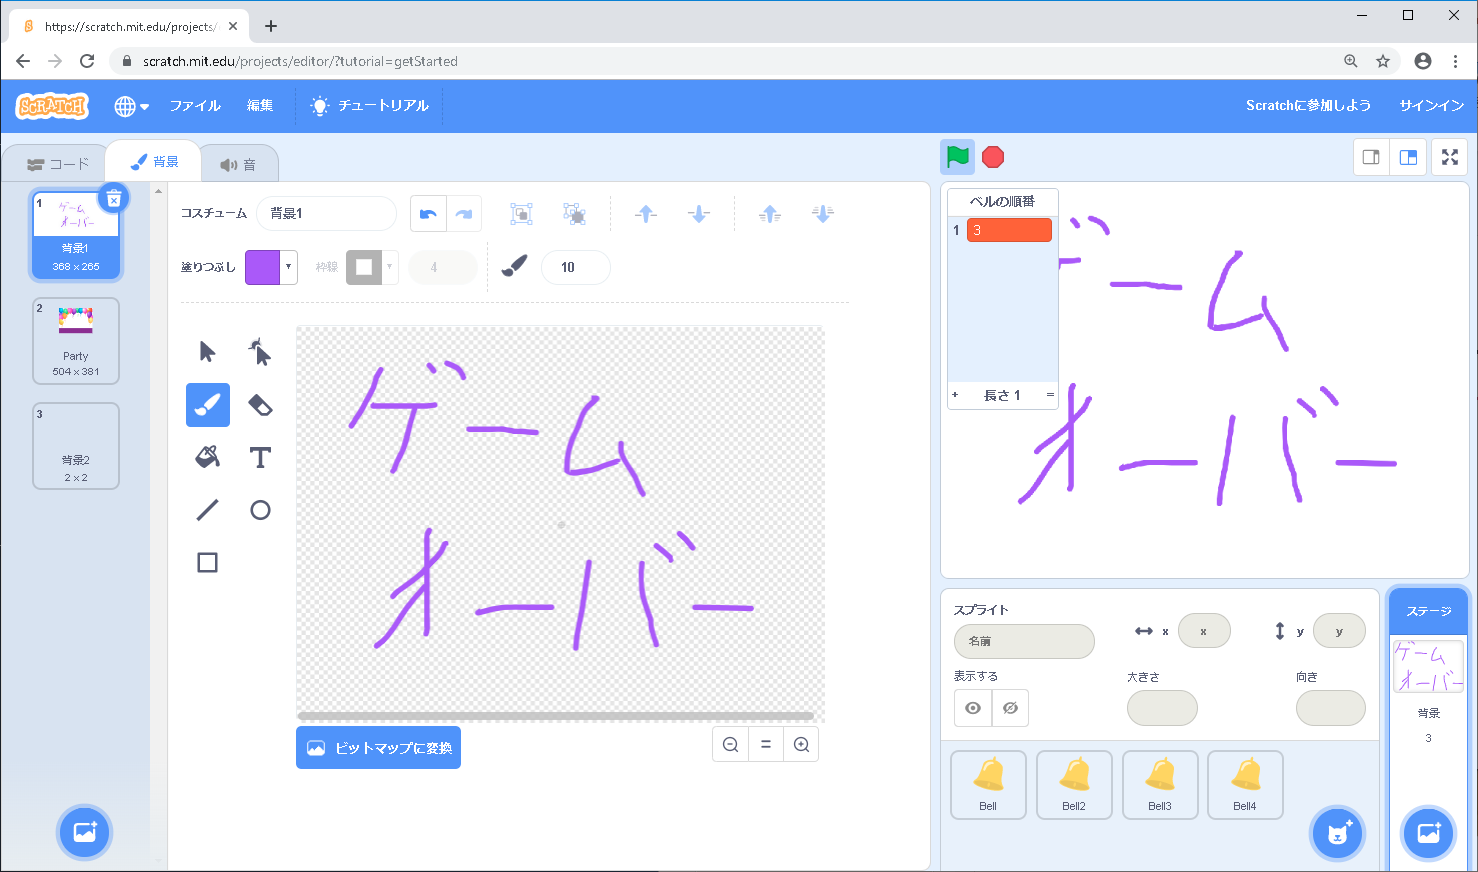 https://scratch.mit.edu/projects/
scratch.mit.edu/projects/editor/?tutorial=getStarted
SCRATCH
ファイル
編集
チュートリアル
Scratchに参加しよう
サインイン
コード
背景
音
1
ゲーム
オーバー
背景1
368 x 265
2
Party
504 x 381
3
背景2
2 x 2
コスチューム
背景1
塗りつぶし
枠線
4
10
ゲーム
オーバー
ビットマップに変換
ベルの順番
1 3
+ 長さ 1 =
ゲーム
オーバー
スプライト
名前
x x
y y
表示する
大きさ
向き
Bell
Bell2
Bell3
Bell4
ステージ
ゲーム
オーバー
背景
3